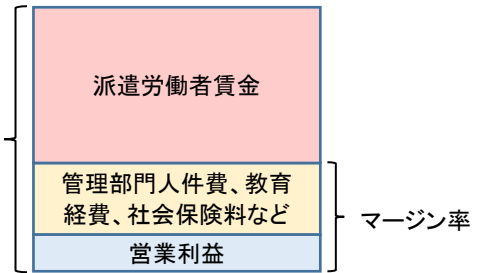 派遣労働者賃金
管理部門人件費、教育
経費、社会保険料など
マージン率
営業利益